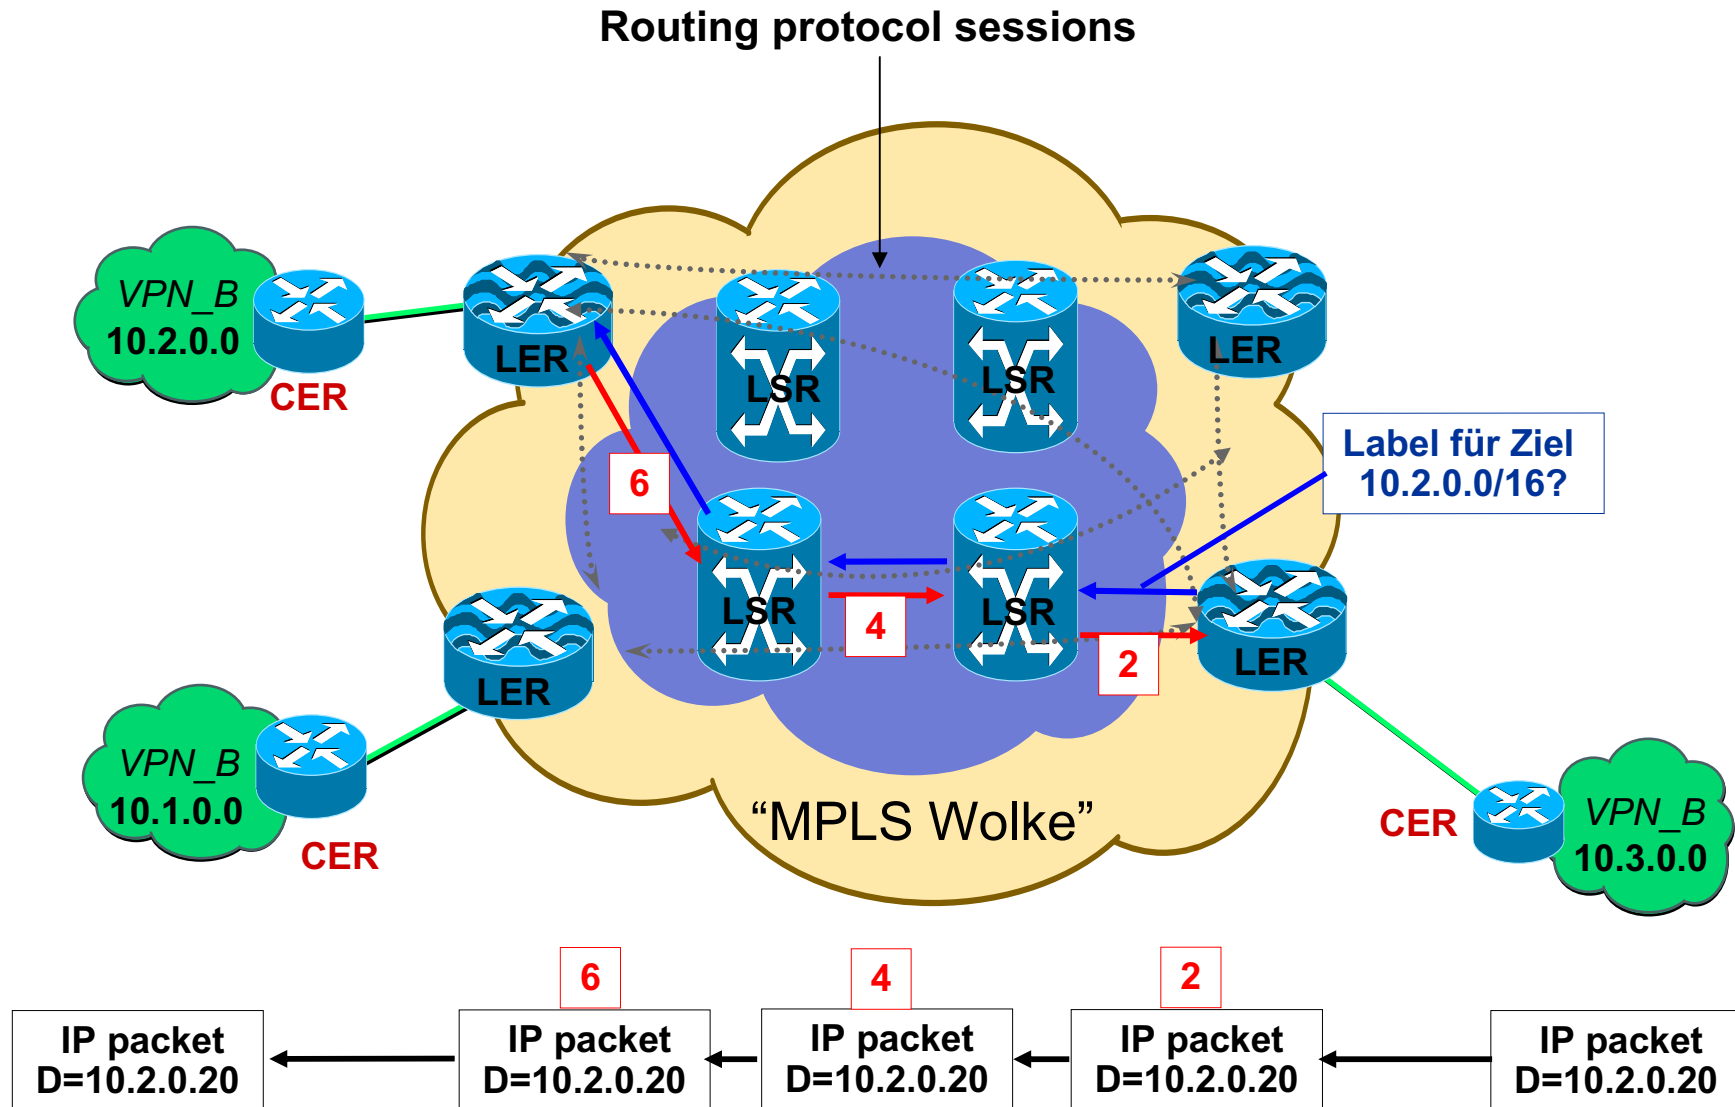 Routing protocol sessions
VPN_B
10.2.0.0
CER
LER
LSR
LSR
LER
Label für Ziel
10.2.0.0/16?
6
LSR
4
LSR
2
LER
LER
VPN_B
10.1.0.0
CER
"MPLS Wolke"
CER
VPN_B
10.3.0.0
6
4
2
IP packet
D=10.2.0.20
IP packet
D=10.2.0.20
IP packet
D=10.2.0.20
IP packet
D=10.2.0.20
IP packet
D=10.2.0.20